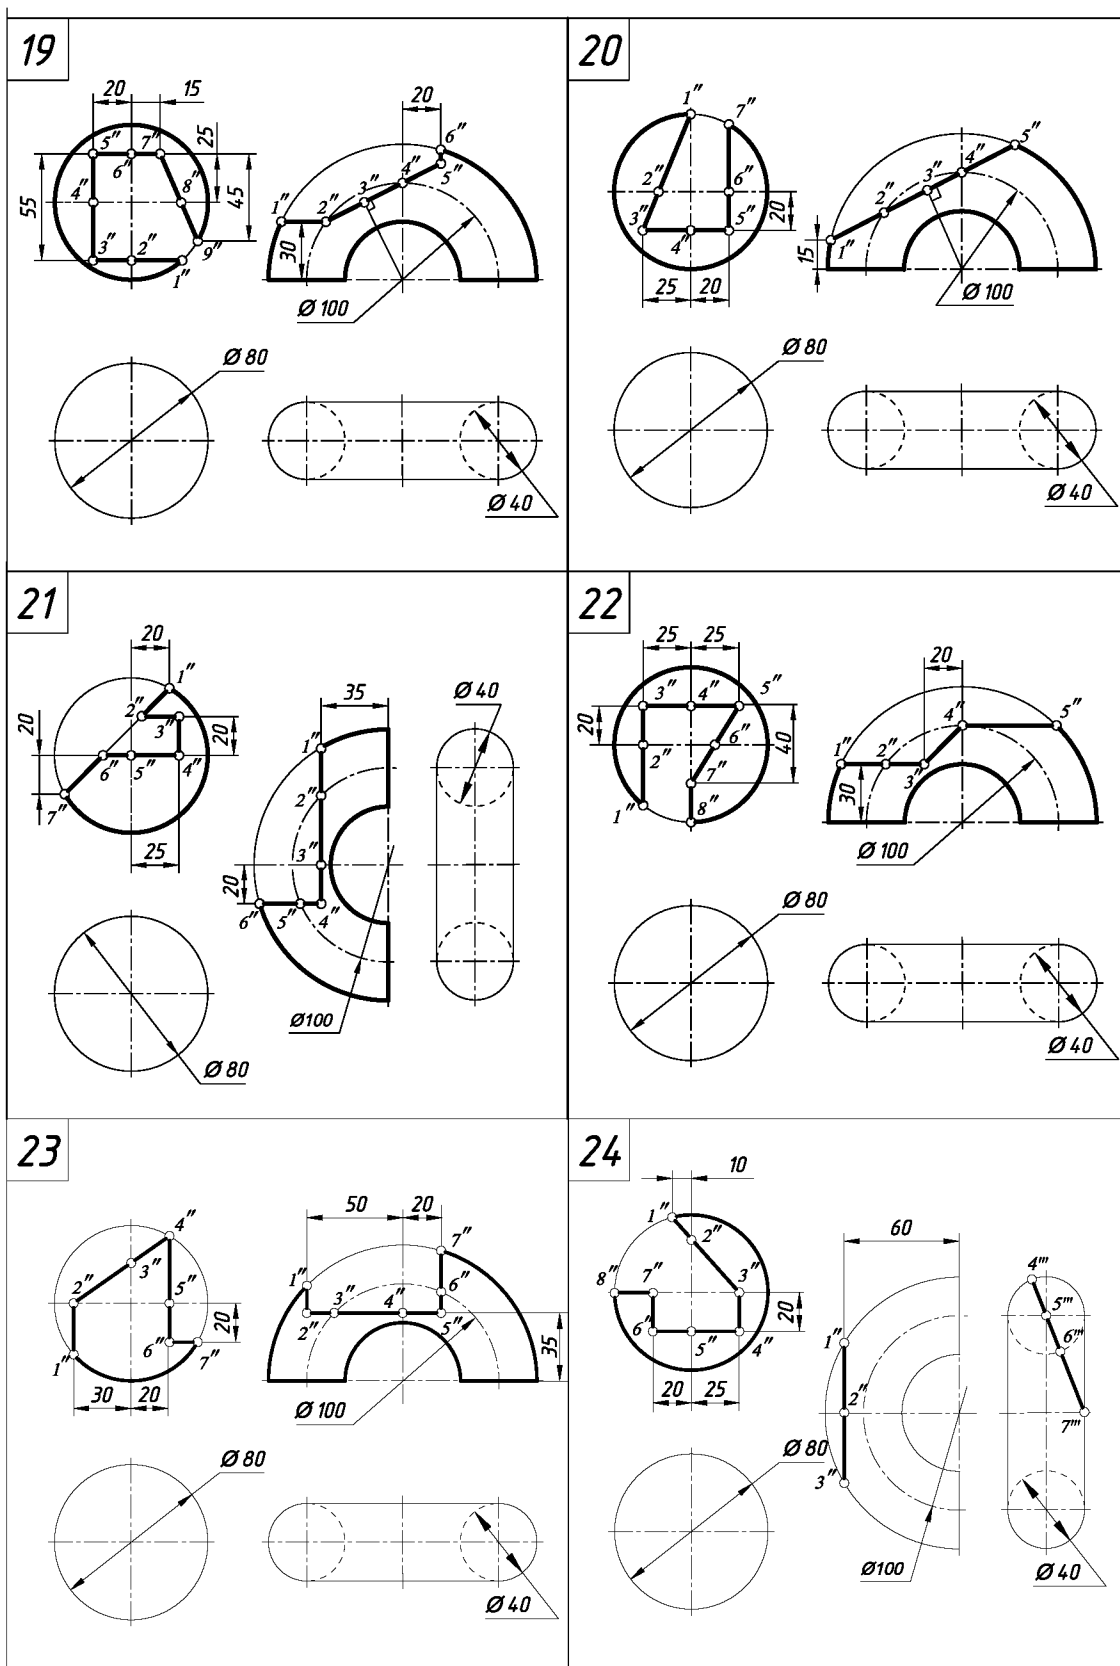 19
20 15
5″ 7″ 25
6″
4″ 8″
55 45
3″ 2″ 9″
1″
20
6″
4″
5″
3″
1″ 2″
30
Ø 100
Ø 80
Ø 40
20
1″ 7″
2″ 6″
3″ 4″ 5″ 20
25 20
5″
4″
3″
2″
1″
15
Ø 100
Ø 80
Ø 40
21
20
1″
2″
3″
20 20
6″ 5″ 4″
7″
25
35
1″
2″
3″
20
6″ 5″ 4″
Ø100
Ø 40
Ø 80
22
25 25
3″ 4″ 5″
20
6″ 40
2″
7″
1″ 8″
20
4″ 5″
1″ 2″
3″
30
Ø 100
Ø 80
Ø 40
23
4″
3″
2″ 5″
20
6″ 7″
1″
30 20
50 20
7″
1″ 3″ 4″ 6″
2″ 5″
35
Ø 100
Ø 80
Ø 40
24
10
1″
2″
8″ 7″ 3″
20
6″ 5″ 4″
20 25
60
1″
2″
3″
4‴
5‴
6‴
7‴
Ø100
Ø 80
Ø 40